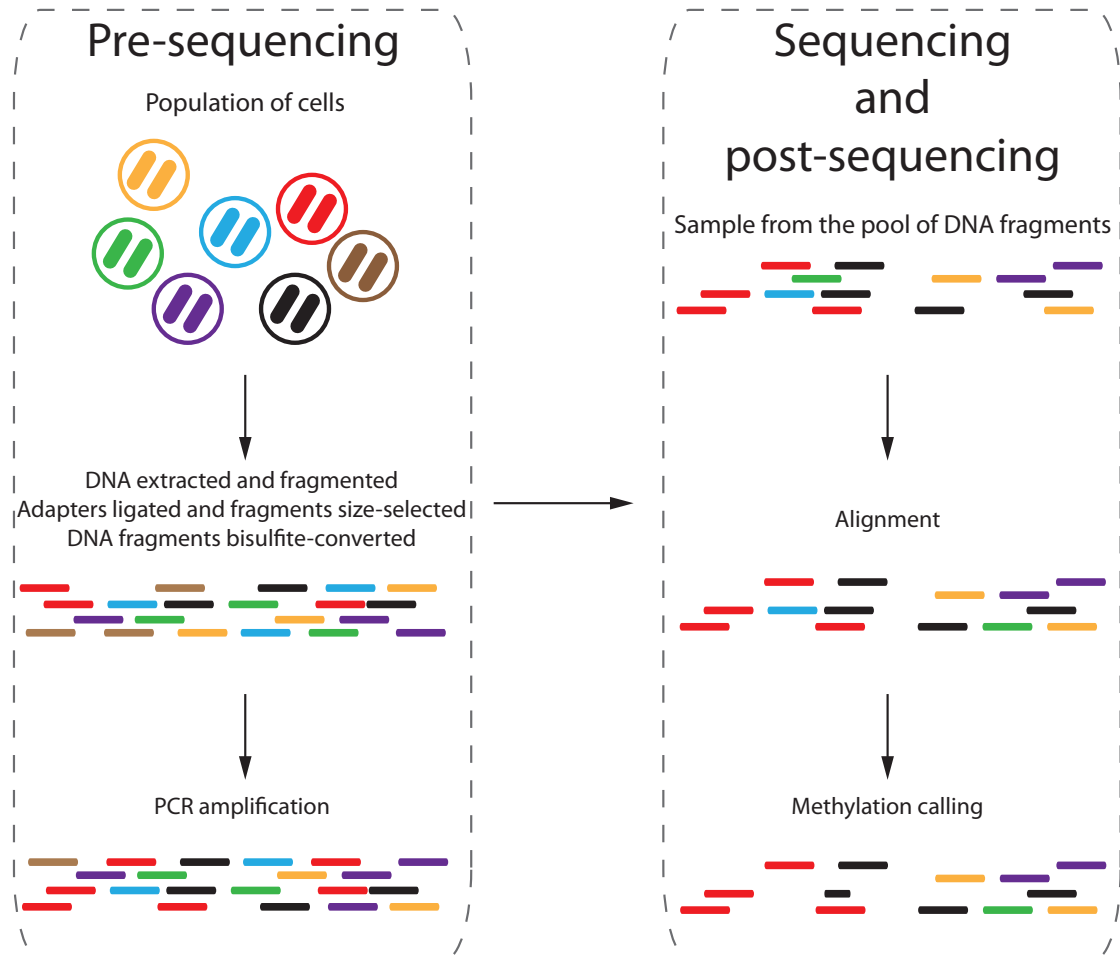 Pre-sequencing
Population of cells
DNA extracted and fragmented
Adapters ligated and fragments size-selected
DNA fragments bisulfite-converted
PCR amplification
Sequencing
and
post-sequencing
Sample from the pool of DNA fragments
Alignment
Methylation calling